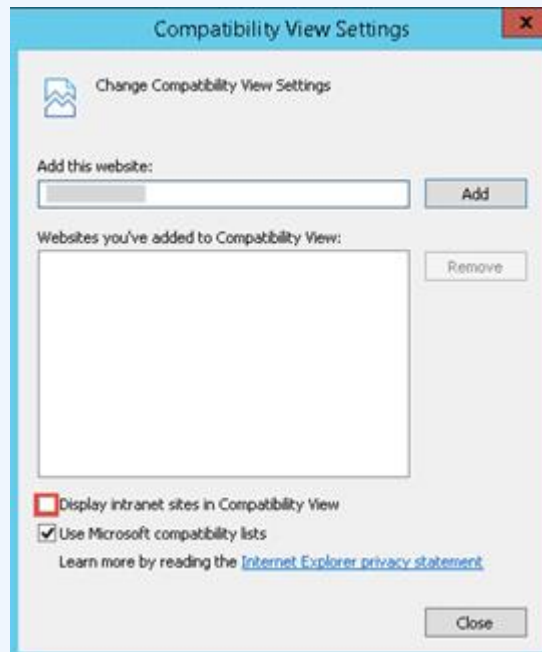 Compatibility View Settings
x
Change Compatibility View Settings
Add this website:
Add
Websites you've added to Compatibility View:
Remove
Display intranet sites in Compatibility View
Use Microsoft compatibility lists
Learn more by reading the Internet Explorer privacy statement
Close